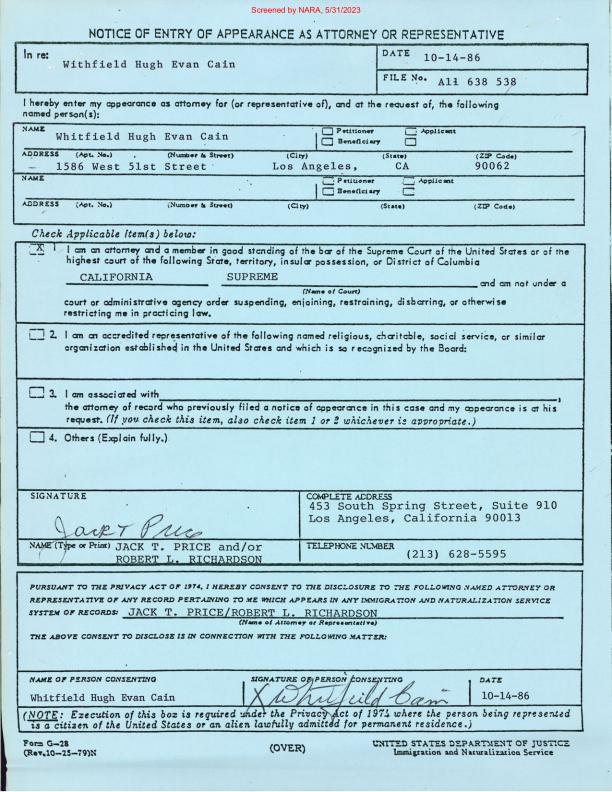 Screened by NARA, 5/31/2023
NOTICE OF ENTRY OF APPEARANCE AS ATTORNEY OR REPRESENTATIVE
In re:
Withfield Hugh Evan Cain
DATE 10-14-86
FILE No. A11 638 538
I hereby enter my appearance as attorney for (or representative of), and at the request of, the following
named person(s):
NAME
Whitfield Hugh Evan Cain
Petitioner Applicant
Beneficiary
ADDRESS (Apt. No.) (Number & Street) (City) (State) (ZIP Code)
1586 West 51st Street Los Angeles, CA 90062
NAME
Petitioner Applicant
Beneficiary
ADDRESS (Apt. No.) (Number & Street) (City) (State) (ZIP Code)
Check Applicable Item(s) below:
X 1 I am an attorney and a member in good standing of the bar of the Supreme Court of the United States or of the
highest court of the following State, territory, insular possession, or District of Columbia
CALIFORNIA SUPREME and am not under a
(Name of Court)
court or administrative agency order suspending, enjoining, restraining, disbarring, or otherwise
restricting me in practicing law.
2. I am an accredited representative of the following named religious, charitable, social service, or similar
organization established in the United States and which is so recognized by the Board:
3. I am associated with ,
the attorney of record who previously filed a notice of appearance in this case and my appearance is at his
request. (If you check this item, also check item 1 or 2 whichever is appropriate.)
4. Others (Explain fully.)
SIGNATURE
Jack T Price
COMPLETE ADDRESS
453 South Spring Street, Suite 910
Los Angeles, California 90013
NAME (Type or Print) JACK T. PRICE and/or
ROBERT L. RICHARDSON
TELEPHONE NUMBER
(213) 628-5595
PURSUANT TO THE PRIVACY ACT OF 1974, I HEREBY CONSENT TO THE DISCLOSURE TO THE FOLLOWING NAMED ATTORNEY OR
REPRESENTATIVE OF ANY RECORD PERTAINING TO ME WHICH APPEARS IN ANY IMMIGRATION AND NATURALIZATION SERVICE
SYSTEM OF RECORDS: JACK T. PRICE/ROBERT L. RICHARDSON
(Name of Attorney or Representative)
THE ABOVE CONSENT TO DISCLOSE IS IN CONNECTION WITH THE FOLLOWING MATTER:
NAME OF PERSON CONSENTING
Whitfield Hugh Evan Cain
SIGNATURE OF PERSON CONSENTING
X Whitfield Cain
DATE
10-14-86
(NOTE: Execution of this box is required under the Privacy Act of 1974 where the person being represented
is a citizen of the United States or an alien lawfully admitted for permanent residence.)
Form G-28
(Rev.10-25-79)N
(OVER)
UNITED STATES DEPARTMENT OF JUSTICE
Immigration and Naturalization Service